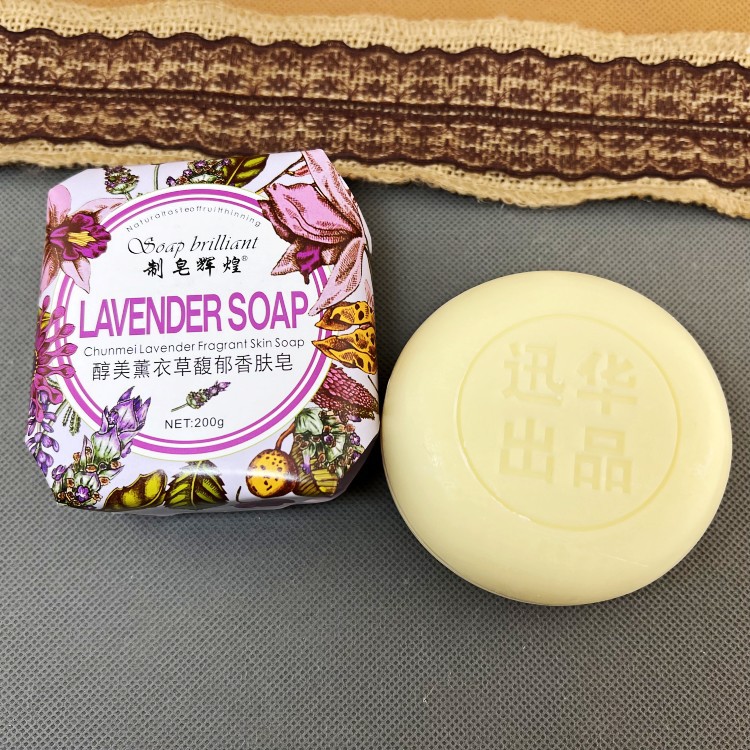 Naturaltasteoffruitthinning
Soap brilliant
制皂辉煌®
LAVENDER SOAP
Chunmei Lavender Fragrant Skin Soap
醇美薰衣草馥郁香肤皂
NET:200g
迅华
出品